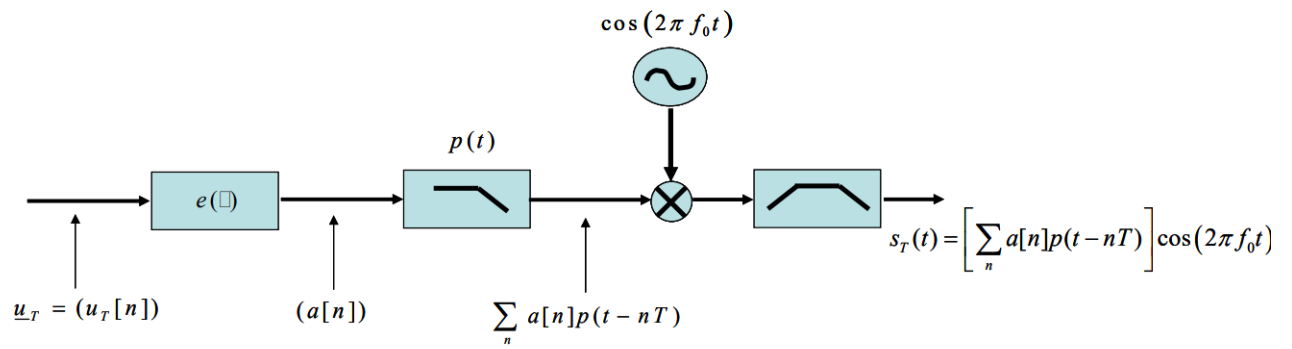 cos(2π f₀t)
p(t)
e(□)
s_T(t) = [∑_n a[n]p(t − nT)] cos(2π f₀t)
u_T = (u_T[n])
(a[n])
∑_n a[n]p(t − nT)